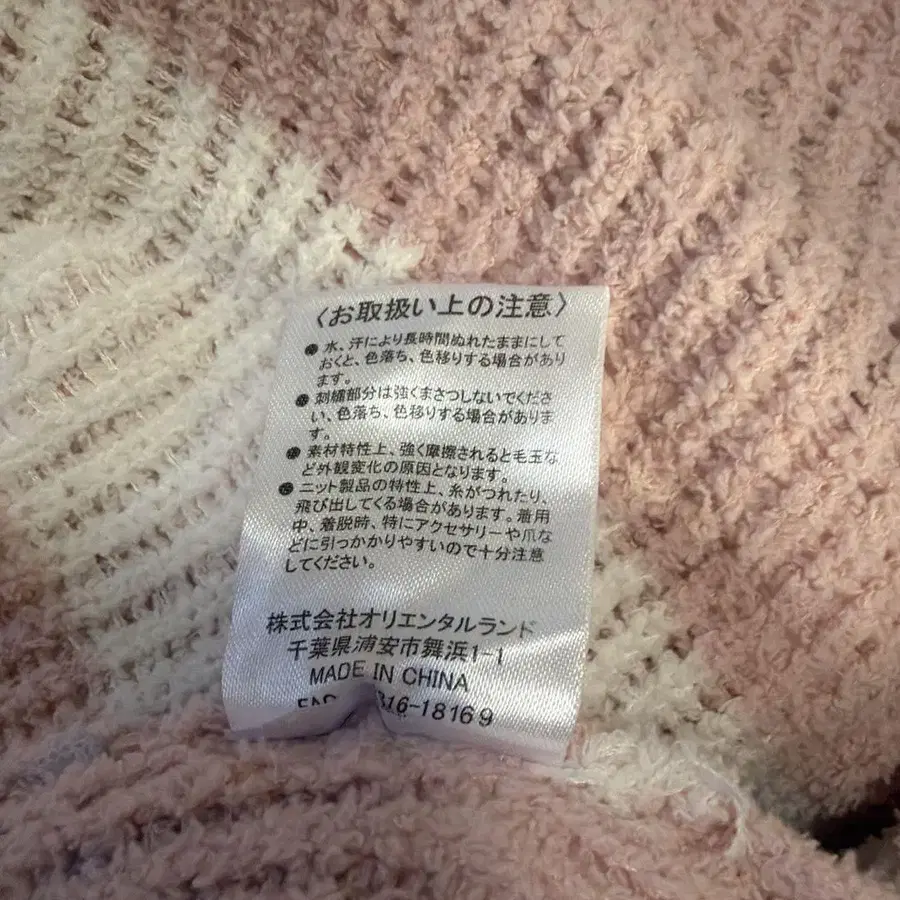 〈お取扱い上の注意〉
● 水、汗により長時間ぬれたままにして
おくと、色落ち、色移りする場合があり
ます。
● 刺繍部分は強くまさつしないでくださ
い、色落ち、色移りする場合がありま
す。
● 素材特性上、強く摩擦されると毛玉な
ど外観変化の原因となります。
● ニット製品の特性上、糸がつれたり、
飛び出してくる場合があります。着用
中、着脱時、特にアクセサリーや爪な
どに引っかかりやすいので十分注意
してください。
株式会社オリエンタルランド
千葉県浦安市舞浜1-1
MADE IN CHINA
316-18169